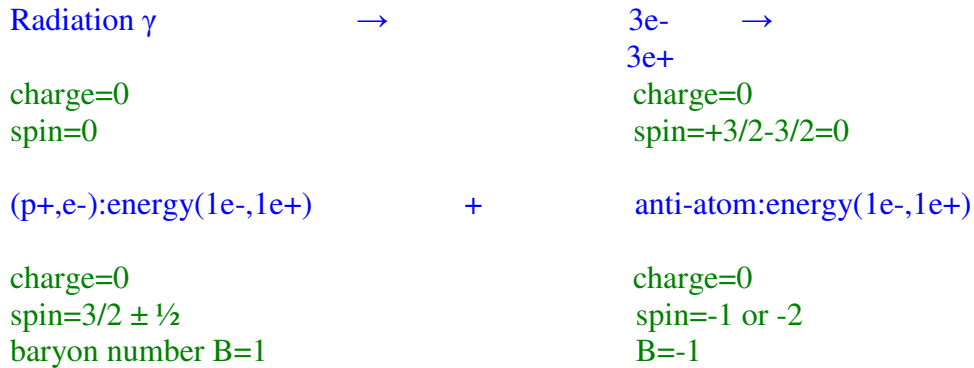 Radiation γ → 3e- →
3e+
charge=0 charge=0
spin=0 spin=+3/2-3/2=0
(p+,e-):energy(1e-,1e+) + anti-atom:energy(1e-,1e+)
charge=0 charge=0
spin=3/2 ± ½ spin=-1 or -2
baryon number B=1 B=-1